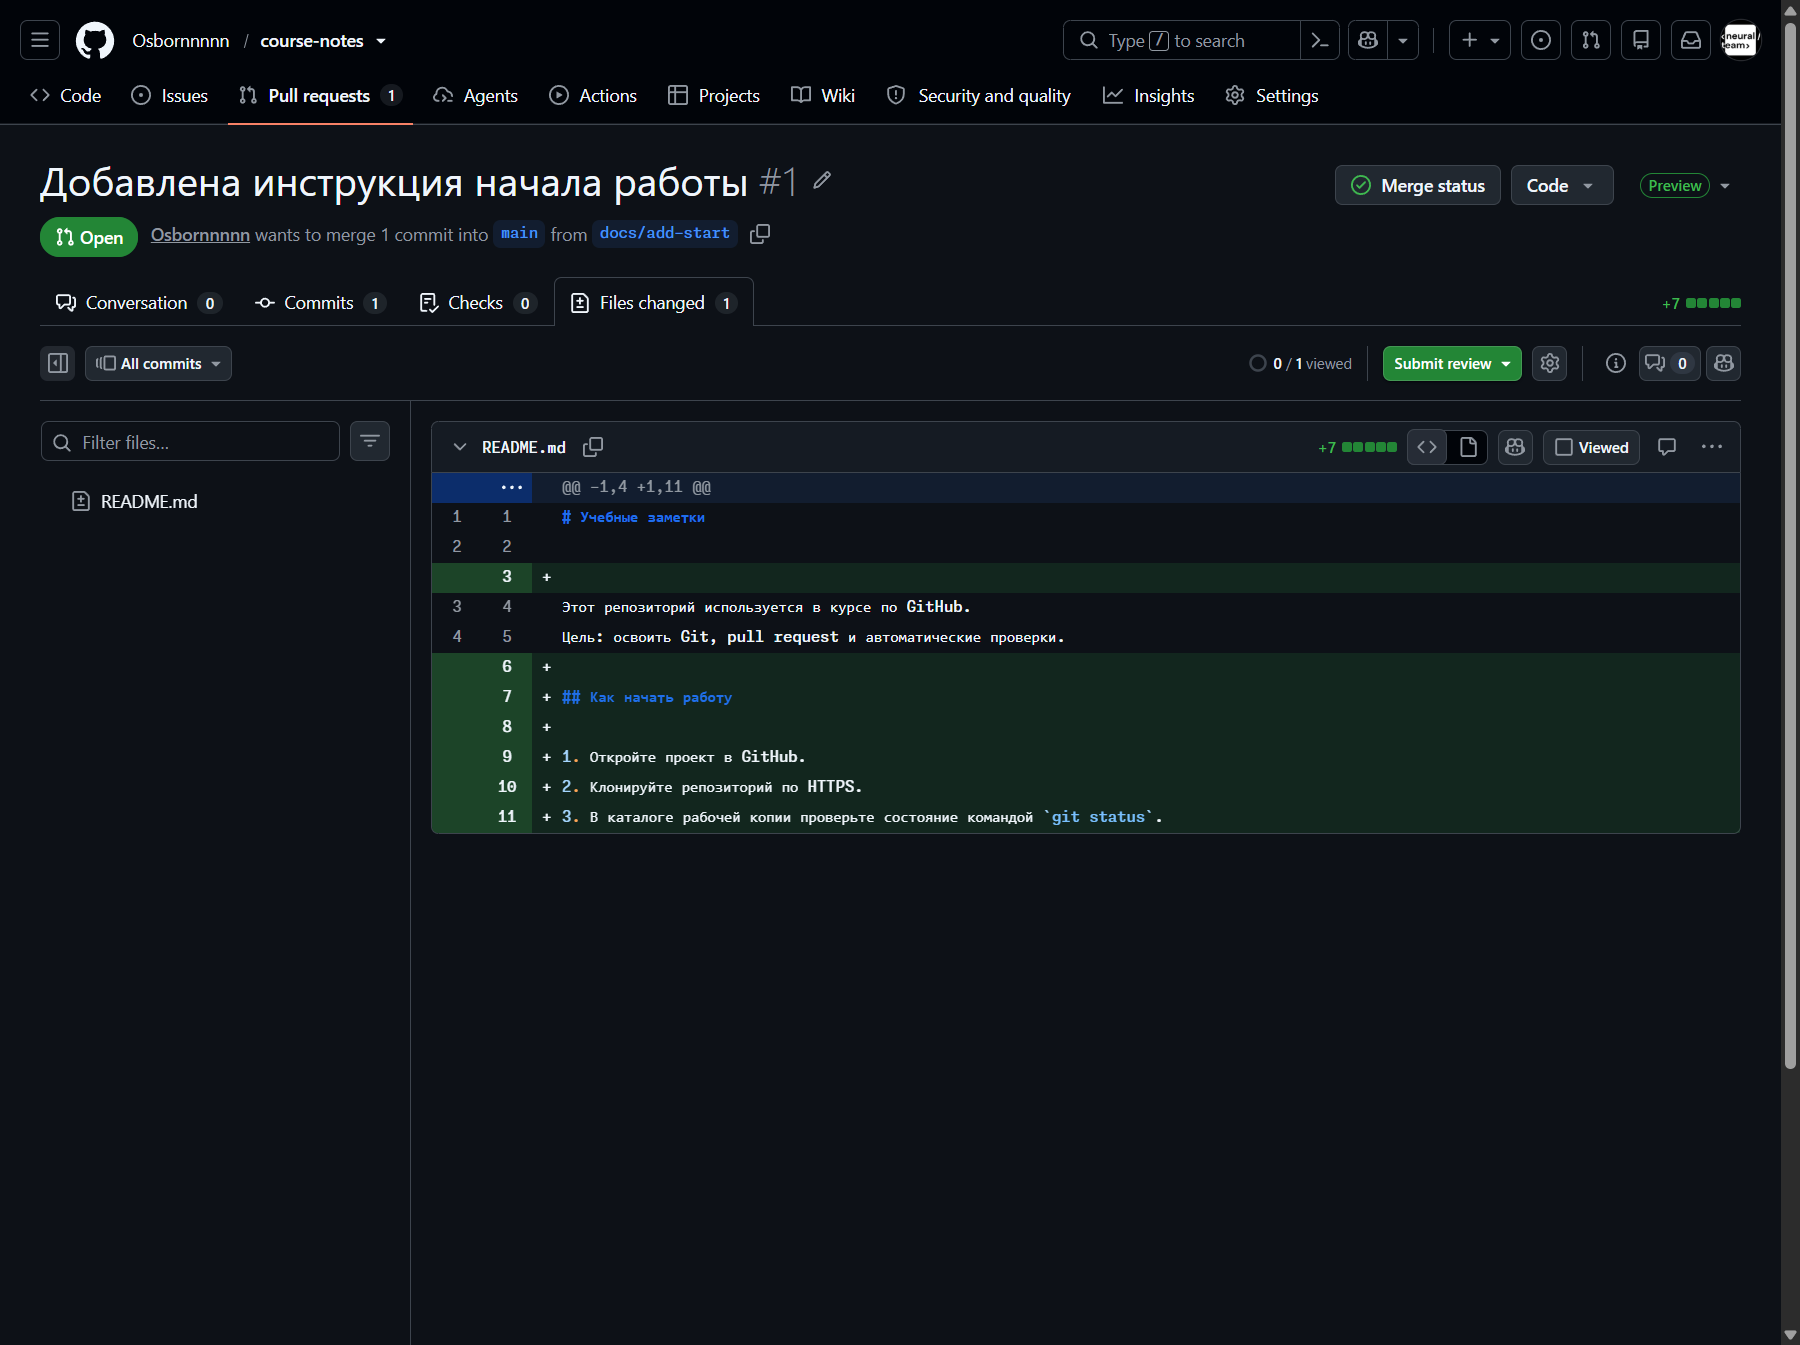 Osbornnnnn / course-notes
Type / to search
neural
team>
Code
Issues
Pull requests 1
Agents
Actions
Projects
Wiki
Security and quality
Insights
Settings
Добавлена инструкция начала работы #1
Merge status
Code
Preview
Open
Osbornnnnn wants to merge 1 commit into main from docs/add-start
Conversation 0
Commits 1
Checks 0
Files changed 1
+7
All commits
0 / 1 viewed
Submit review
0
Filter files...
README.md
README.md
+7
Viewed
@@ -1,4 +1,11 @@
1 1 # Учебные заметки
2 2
3 +
3 4 Этот репозиторий используется в курсе по GitHub.
4 5 Цель: освоить Git, pull request и автоматические проверки.
6 +
7 + ## Как начать работу
8 +
9 + 1. Откройте проект в GitHub.
10 + 2. Клонируйте репозиторий по HTTPS.
11 + 3. В каталоге рабочей копии проверьте состояние командой `git status`.